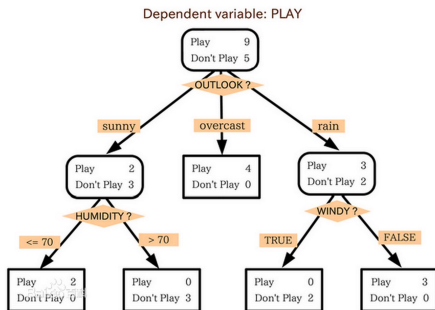 Dependent variable: PLAY
Play 9
Don't Play 5
OUTLOOK ?
sunny
overcast
rain
Play 2
Don't Play 3
Play 4
Don't Play 0
Play 3
Don't Play 2
HUMIDITY ?
WINDY ?
<= 70
> 70
TRUE
FALSE
Play 2
Don't Play 0
Play 0
Don't Play 3
Play 0
Don't Play 2
Play 3
Don't Play 0